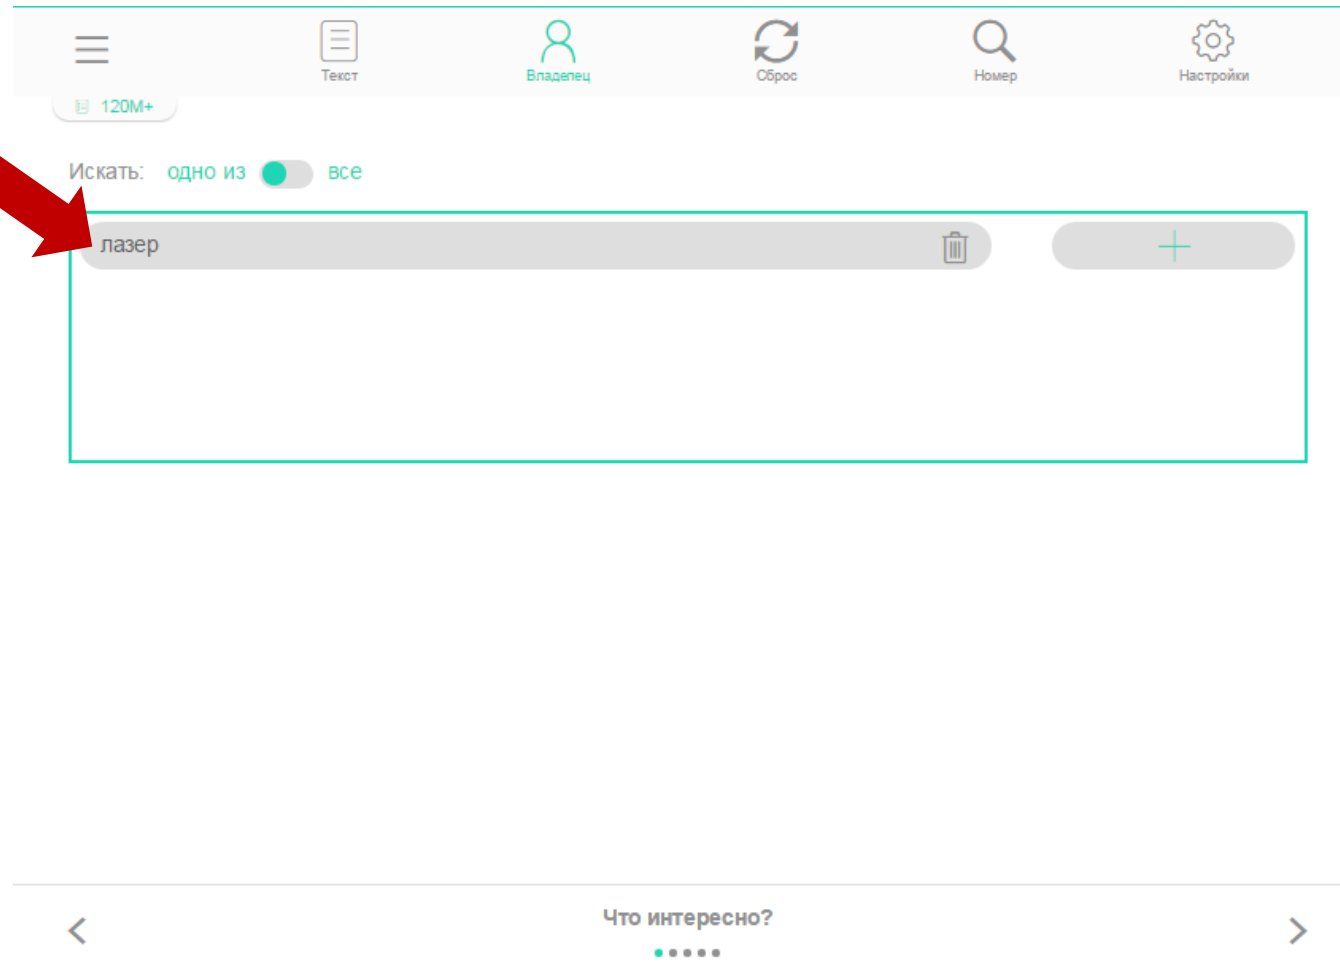 Текст Владелец Сброс Номер Настройки
120M+
Искать: одно из все
лазер
Что интересно?